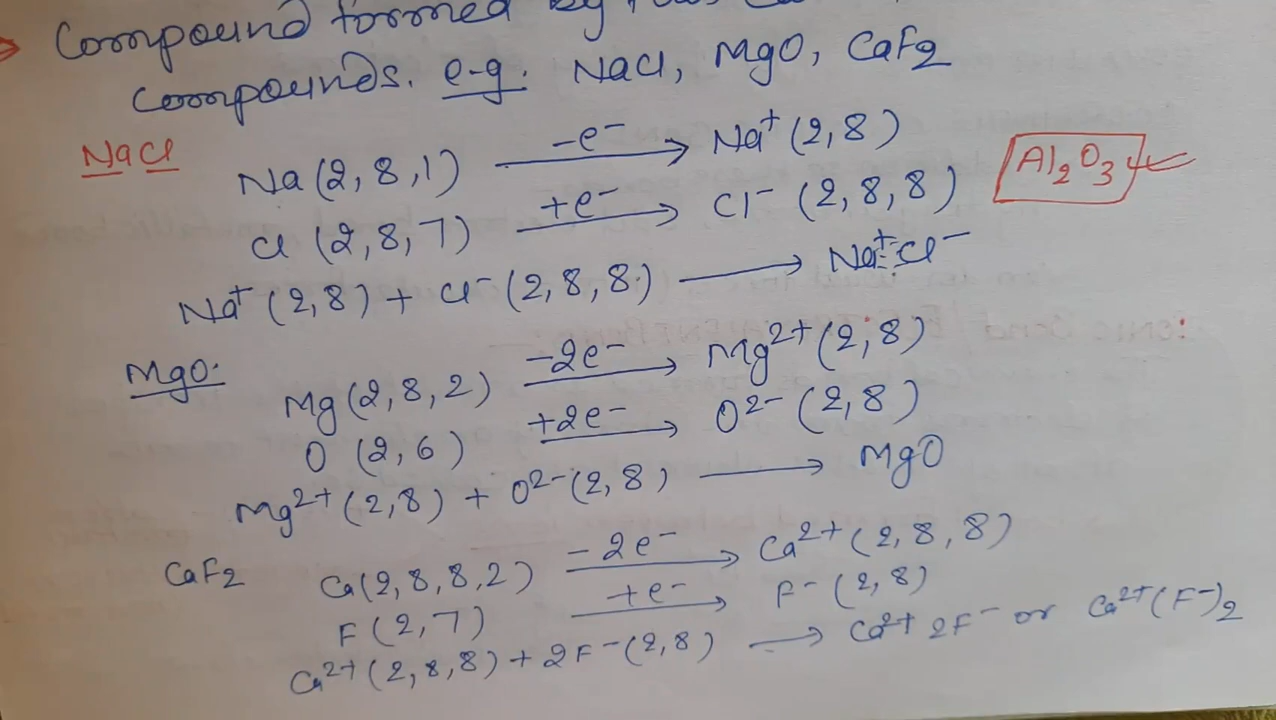 Compound formed by
Compounds. e.g. NaCl, MgO, CaF2
NaCl
Na (2, 8, 1) -e⁻ → Na⁺ (2, 8)
Cl (2, 8, 7) +e⁻ → Cl⁻ (2, 8, 8)
Al₂O₃
Na⁺ (2, 8) + Cl⁻ (2, 8, 8) → Na⁺Cl⁻
MgO:
Mg (2, 8, 2) -2e⁻ → Mg²⁺ (2, 8)
O (2, 6) +2e⁻ → O²⁻ (2, 8)
Mg²⁺ (2, 8) + O²⁻ (2, 8) → MgO
CaF2
Ca (2, 8, 8, 2) -2e⁻ → Ca²⁺ (2, 8, 8)
F (2, 7) +e⁻ → F⁻ (2, 8)
Ca²⁺ (2, 8, 8) + 2F⁻ (2, 8) → Ca²⁺ 2F⁻ or Ca²⁺(F⁻)₂